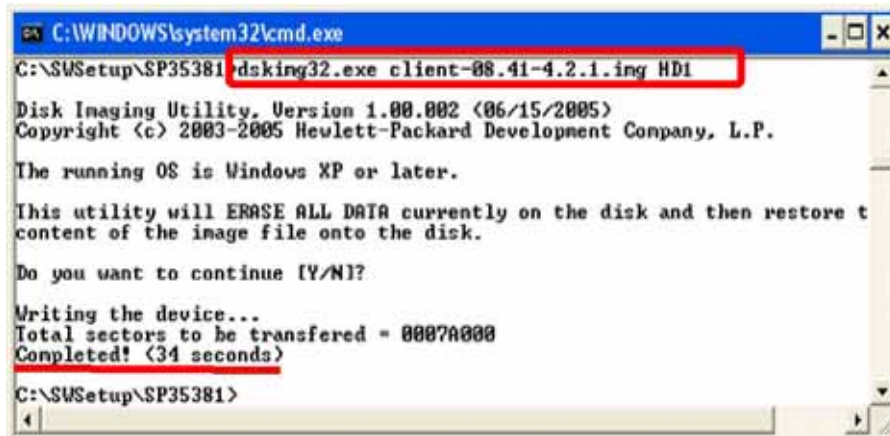 C:\WINDOWS\system32\cmd.exe
C:\SWSetup\SP35381>dsking32.exe client-08.41-4.2.1.img HD1
Disk Imaging Utility, Version 1.00.002 (06/15/2005)
Copyright (c) 2003-2005 Hewlett-Packard Development Company, L.P.
The running OS is Windows XP or later.
This utility will ERASE ALL DATA currently on the disk and then restore t
content of the image file onto the disk.
Do you want to continue [Y/N]?
Writing the device...
Total sectors to be transfered = 0007A000
Completed! (34 seconds)
C:\SWSetup\SP35381>